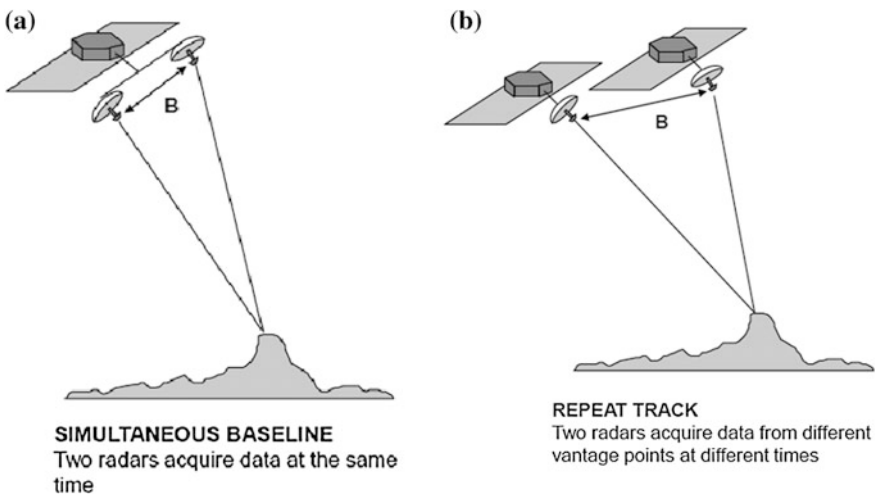 (a)
B
SIMULTANEOUS BASELINE
Two radars acquire data at the same
time
(b)
B
REPEAT TRACK
Two radars acquire data from different
vantage points at different times